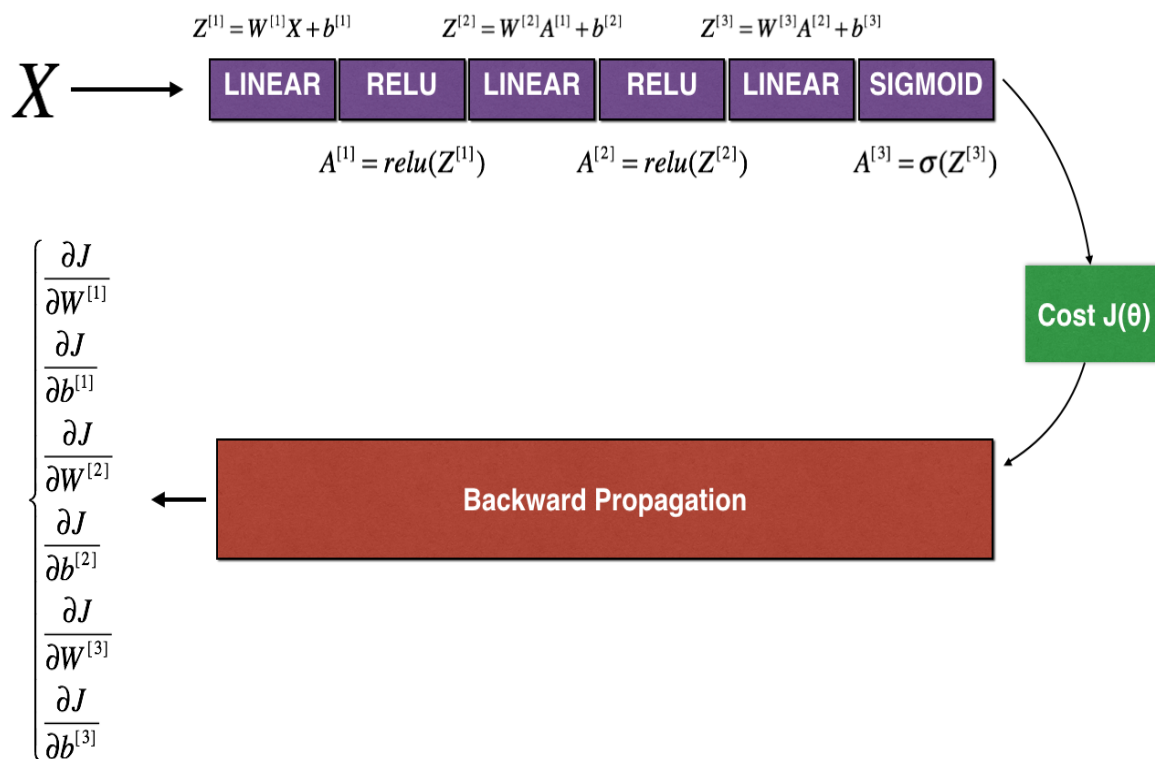 Z^{[1]} = W^{[1]}X + b^{[1]} Z^{[2]} = W^{[2]}A^{[1]} + b^{[2]} Z^{[3]} = W^{[3]}A^{[2]} + b^{[3]}
X LINEAR RELU LINEAR RELU LINEAR SIGMOID
A^{[1]} = relu(Z^{[1]}) A^{[2]} = relu(Z^{[2]}) A^{[3]} = σ(Z^{[3]})
Cost J(θ)
Backward Propagation
∂J
∂W^{[1]}
∂J
∂b^{[1]}
∂J
∂W^{[2]}
∂J
∂b^{[2]}
∂J
∂W^{[3]}
∂J
∂b^{[3]}